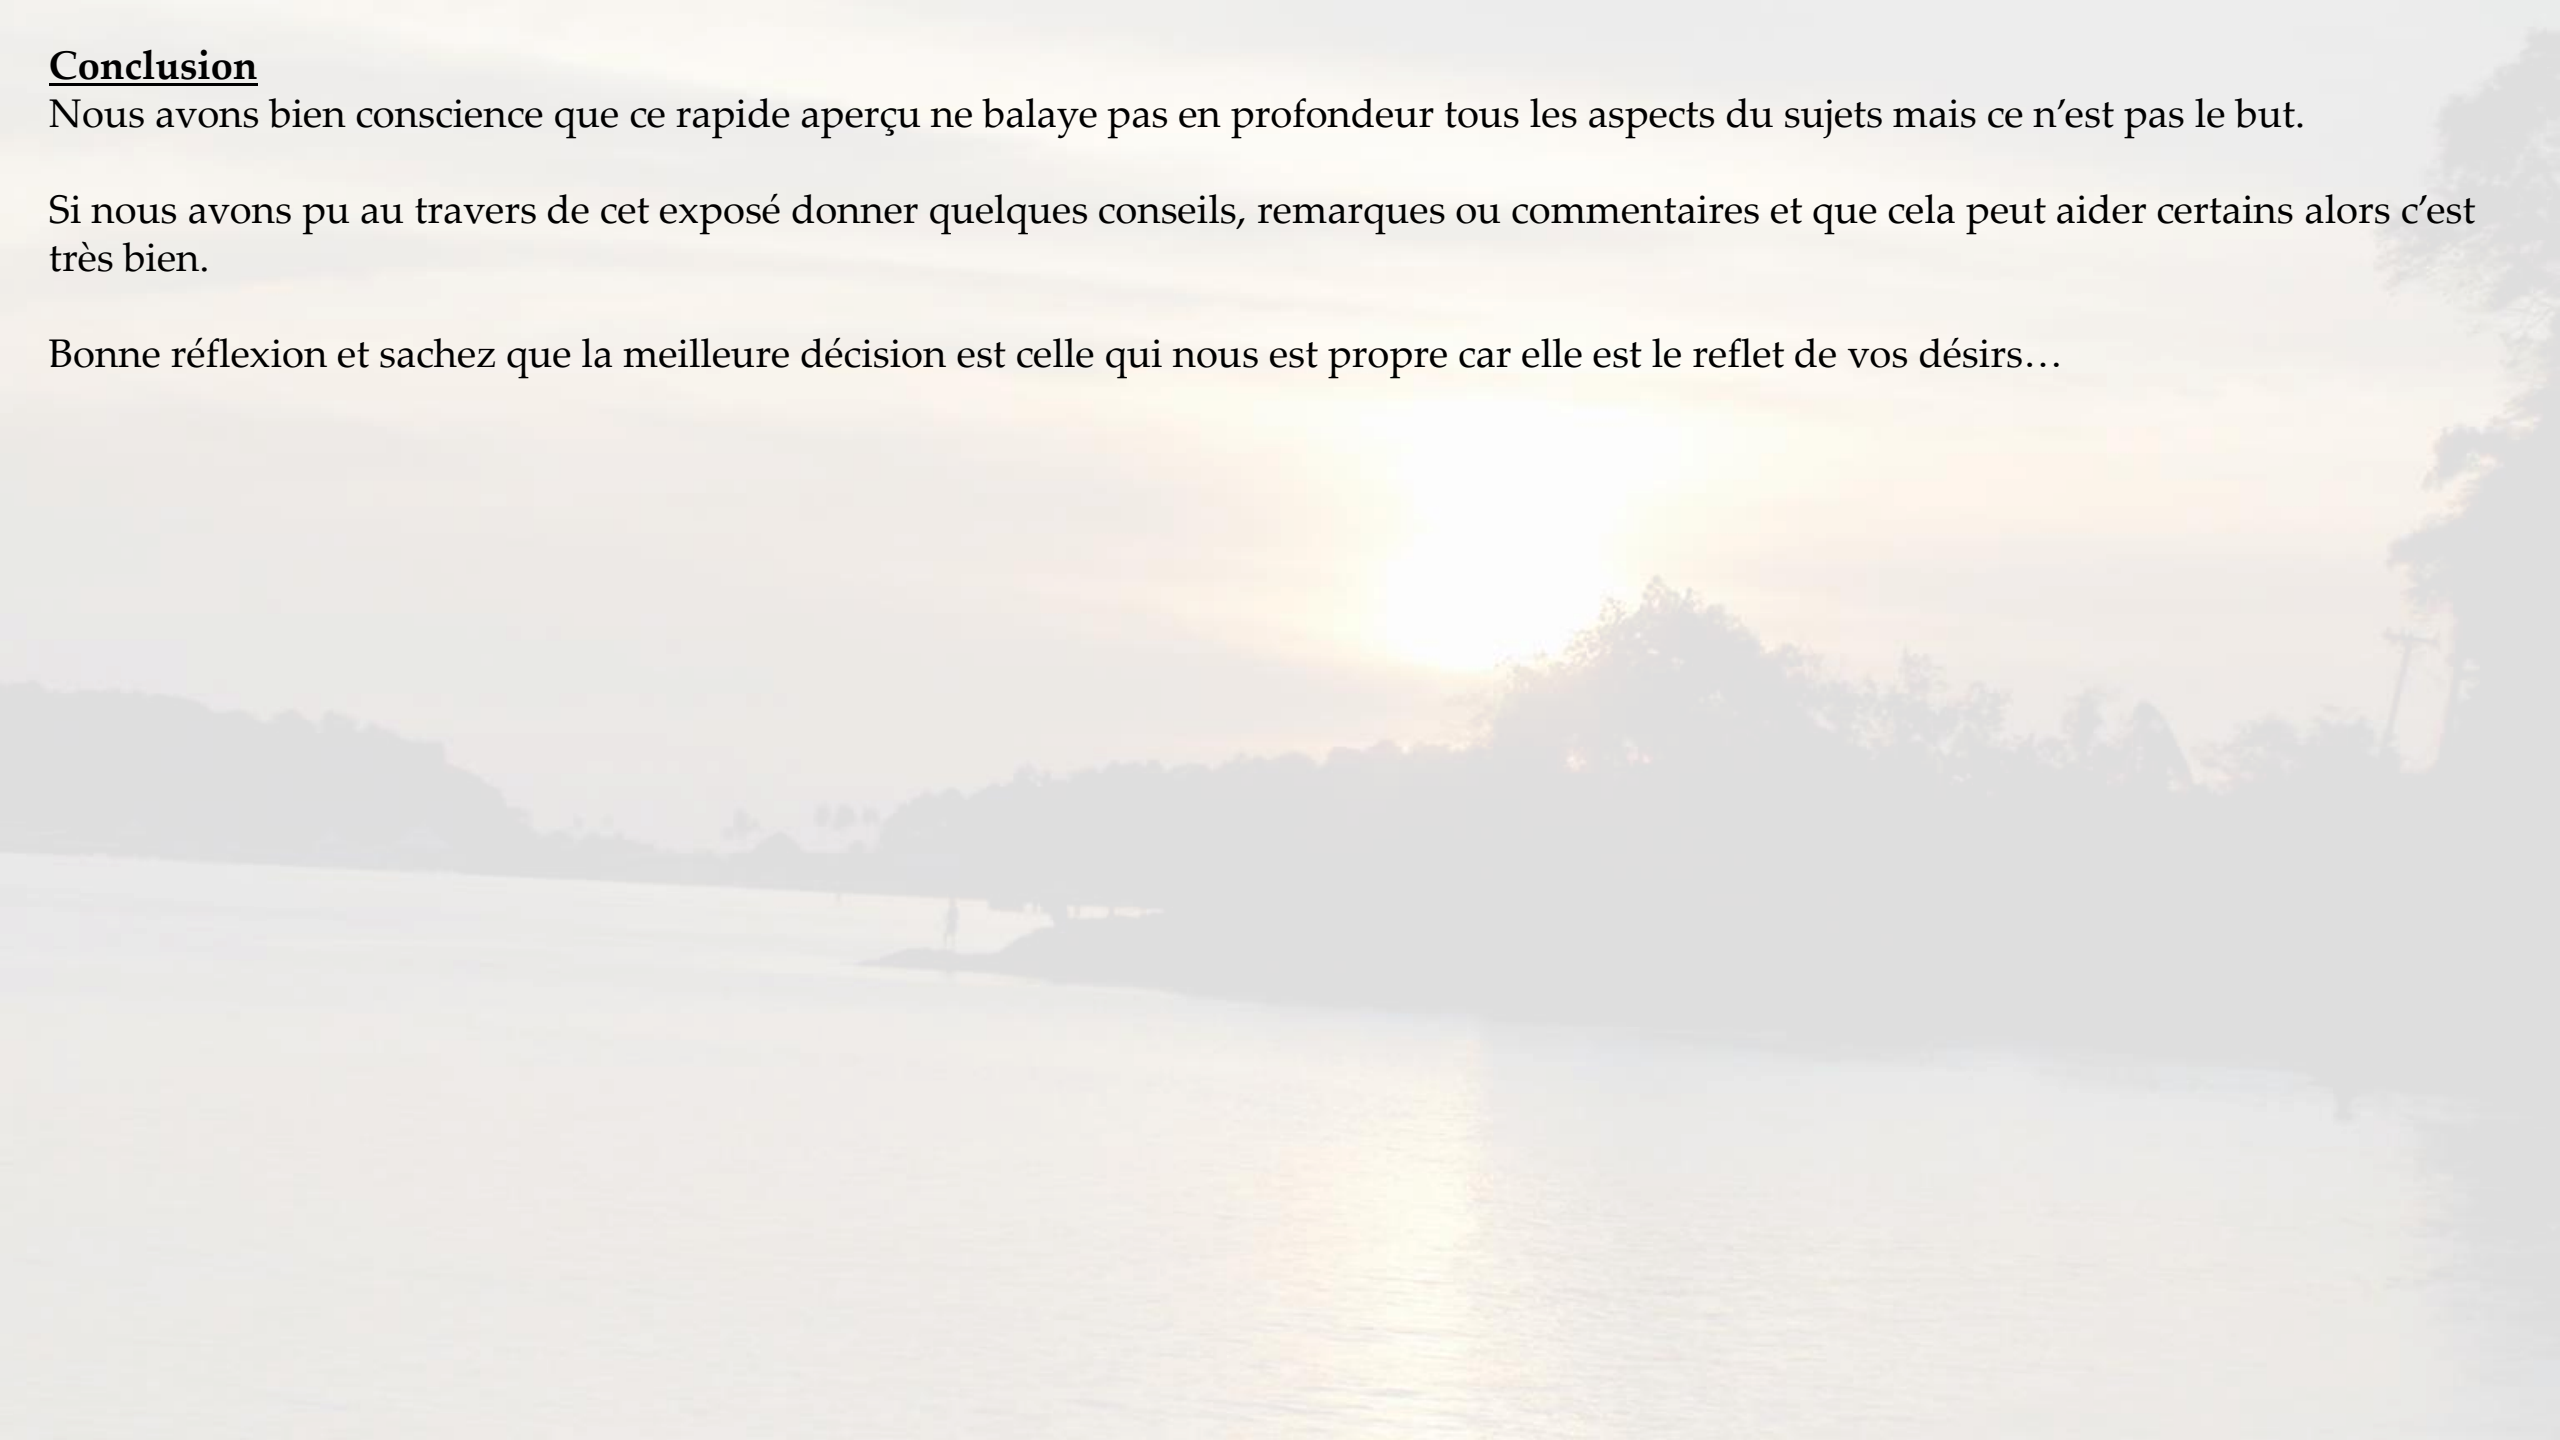 Conclusion
Nous avons bien conscience que ce rapide aperçu ne balaye pas en profondeur tous les aspects du sujets mais ce n’est pas le but.
Si nous avons pu au travers de cet exposé donner quelques conseils, remarques ou commentaires et que cela peut aider certains alors c’est
très bien.
Bonne réflexion et sachez que la meilleure décision est celle qui nous est propre car elle est le reflet de vos désirs…